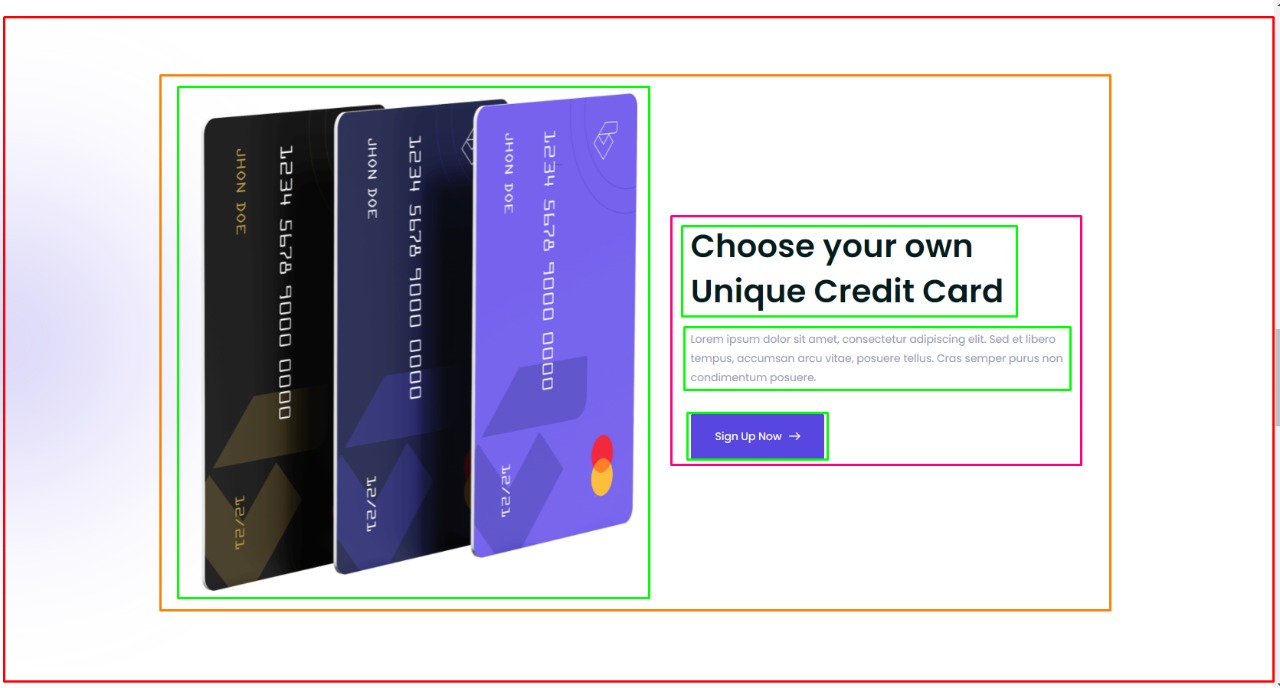 JHON DOE
1234 5678 9000 0000
12/21
JHON DOE
1234 5678 9000 0000
12/21
JHON DOE
1234 5678 9000 0000
12/21
Choose your own
Unique Credit Card
Lorem ipsum dolor sit amet, consectetur adipiscing elit. Sed et libero
tempus, accumsan arcu vitae, posuere tellus. Cras semper purus non
condimentum posuere.
Sign Up Now →